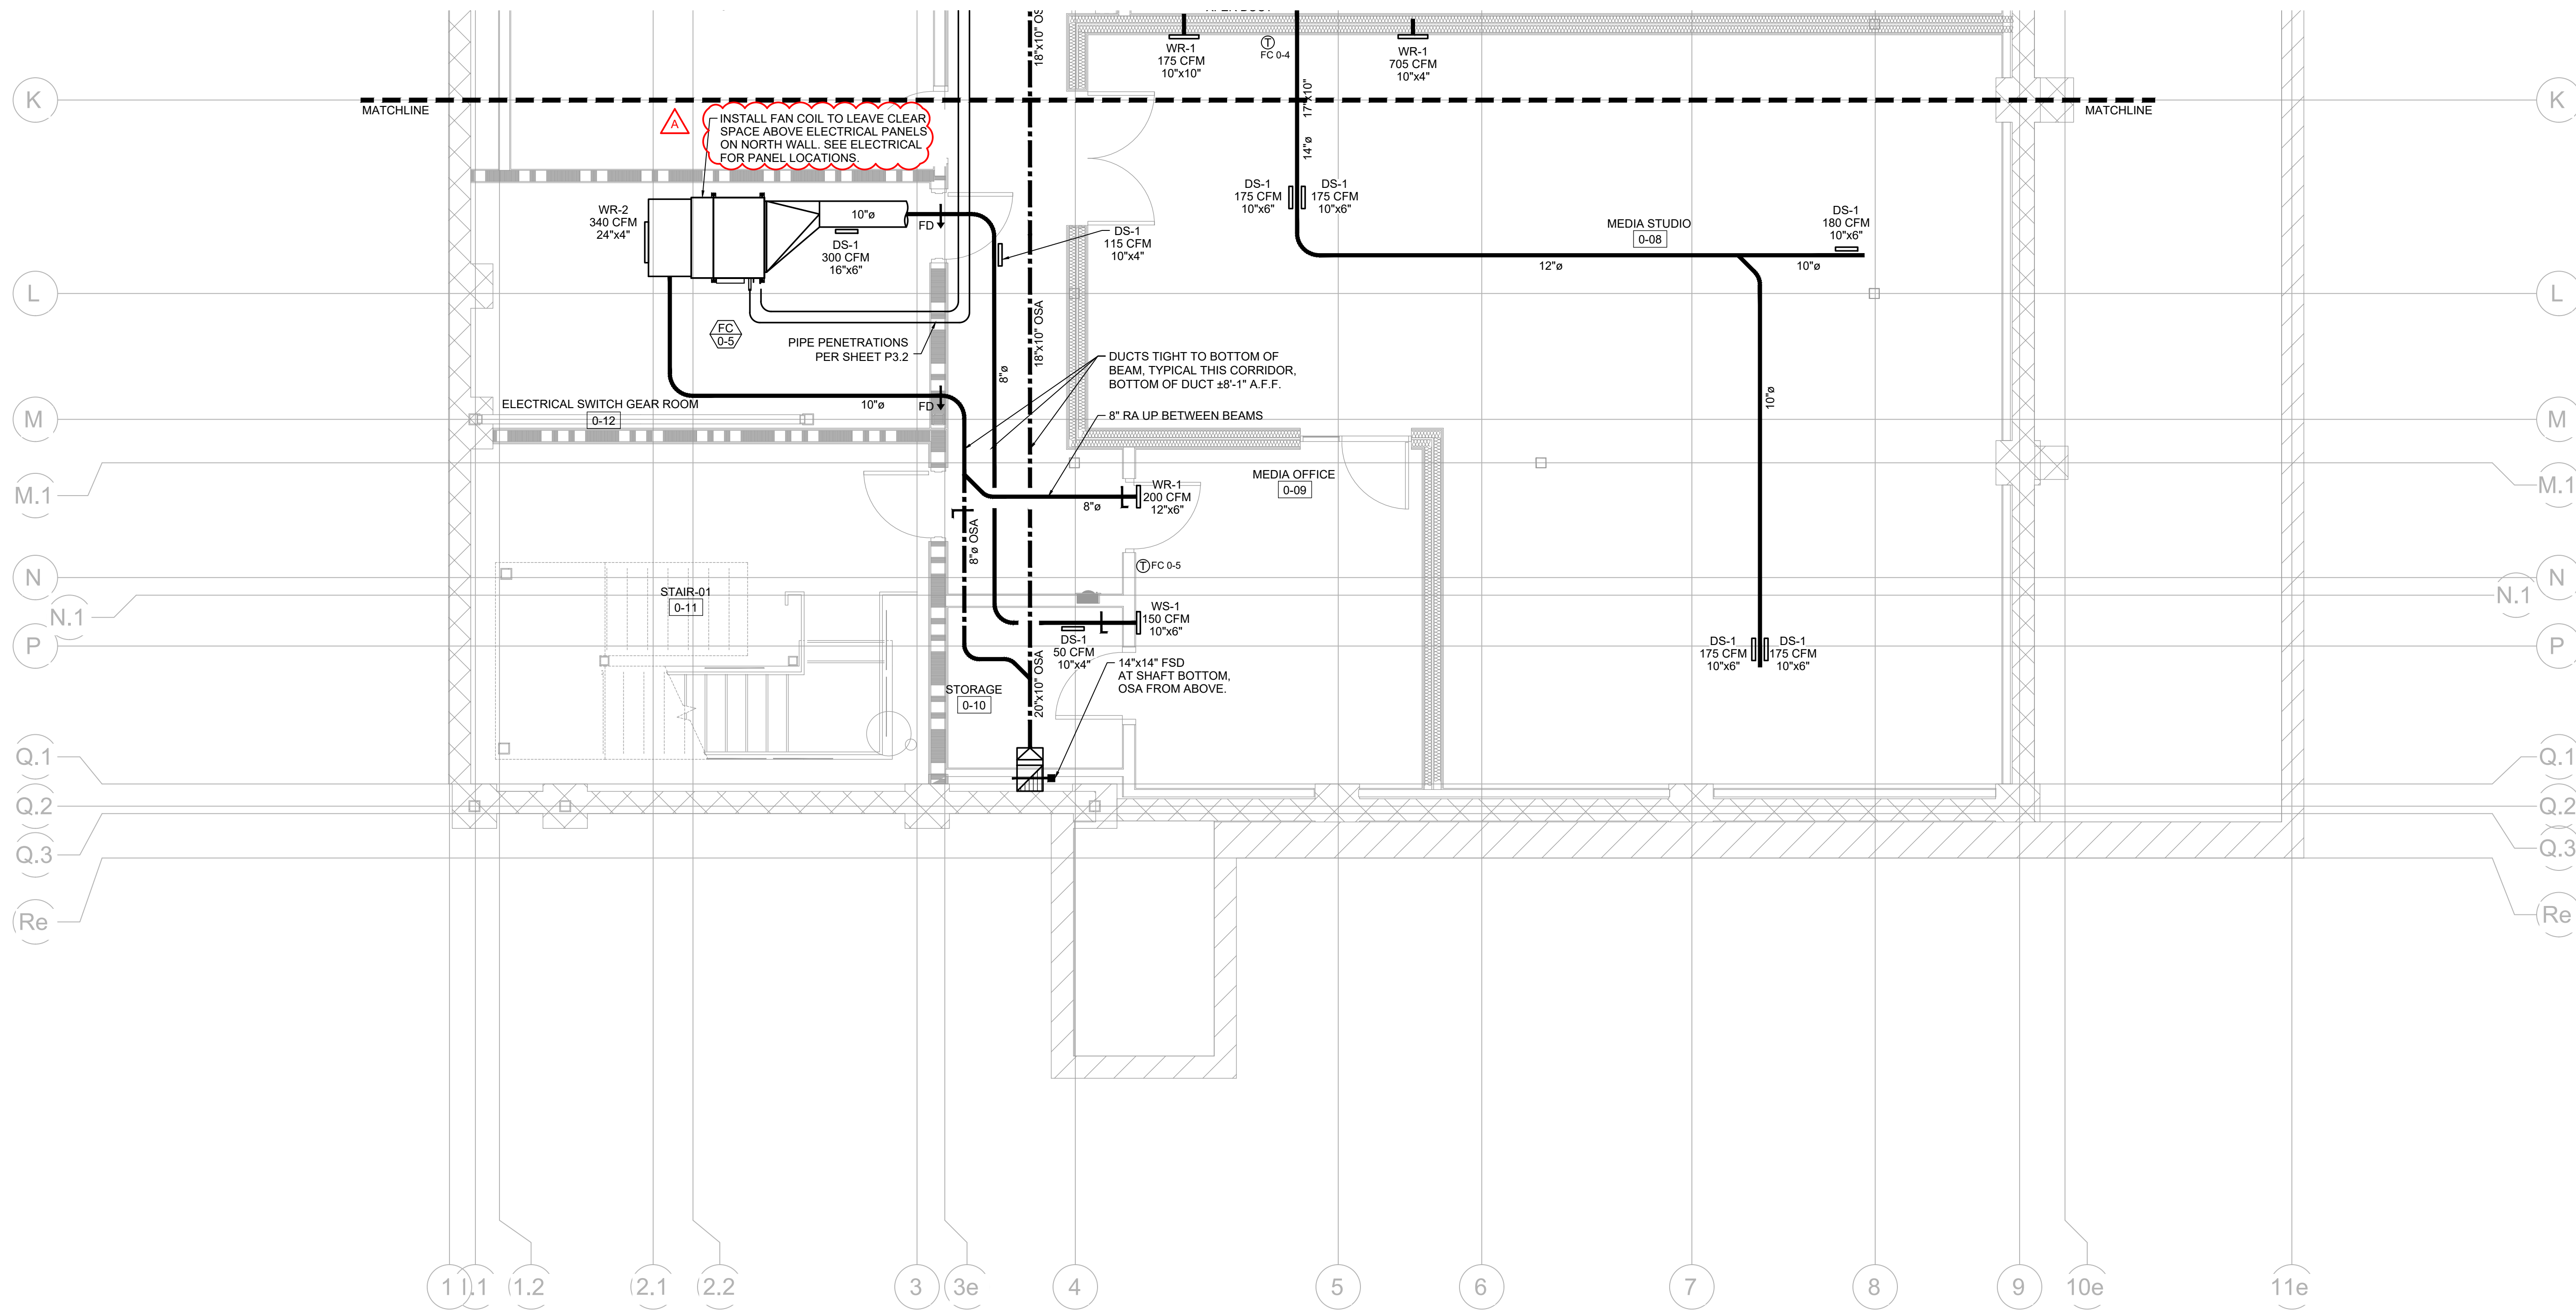 18"x10" OSA
WR-1
175 CFM
10"x10"
T
FC 0-4
WR-1
705 CFM
10"x4"
K
K
MATCHLINE
MATCHLINE
17"x10"
A
INSTALL FAN COIL TO LEAVE CLEAR
SPACE ABOVE ELECTRICAL PANELS
ON NORTH WALL. SEE ELECTRICAL
FOR PANEL LOCATIONS.
14"ø
WR-2
340 CFM
24"x4"
10"ø
DS-1
300 CFM
16"x6"
FD
DS-1
115 CFM
10"x4"
DS-1
175 CFM
10"x6"
DS-1
175 CFM
10"x6"
MEDIA STUDIO
0-08
DS-1
180 CFM
10"x6"
12"ø
10"ø
L
L
FC
0-5
PIPE PENETRATIONS
PER SHEET P3.2
18"x10" OSA
8"ø
DUCTS TIGHT TO BOTTOM OF
BEAM, TYPICAL THIS CORRIDOR,
BOTTOM OF DUCT ±8'-1" A.F.F.
10"ø
M
M
ELECTRICAL SWITCH GEAR ROOM
0-12
10"ø
FD
8" RA UP BETWEEN BEAMS
M.1
M.1
MEDIA OFFICE
0-09
WR-1
200 CFM
12"x6"
8"ø
8"ø OSA
T
FC 0-5
N
N
N.1
N.1
STAIR-01
0-11
WS-1
150 CFM
10"x6"
DS-1
50 CFM
10"x4"
P
P
DS-1
175 CFM
10"x6"
DS-1
175 CFM
10"x6"
14"x14" FSD
AT SHAFT BOTTOM,
OSA FROM ABOVE.
20"x10" OSA
STORAGE
0-10
Q.1
Q.1
Q.2
Q.2
Q.3
Q.3
Re
Re
1
1.2
2.1
2.2
3
3e
4
5
6
7
8
9
10e
11e